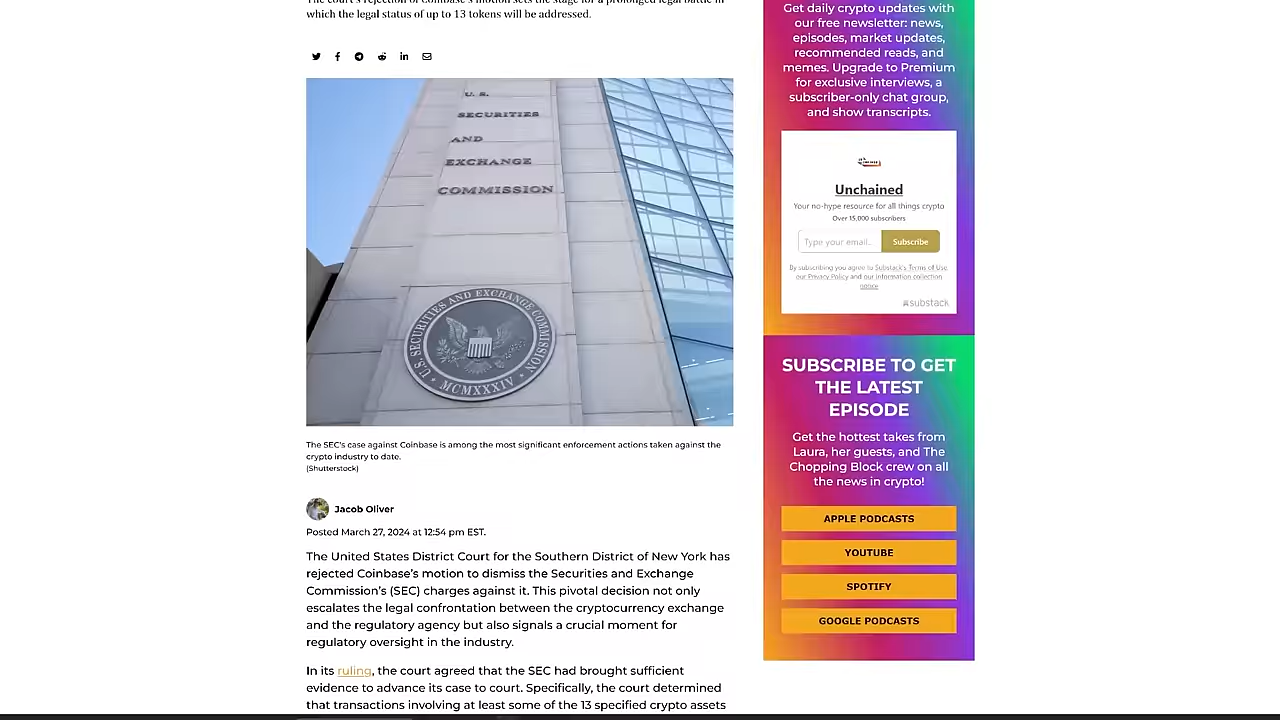 The court's rejection of Coinbase's motion sets the stage for a prolonged legal battle in
which the legal status of up to 13 tokens will be addressed.
U. S.
SECURITIES
AND
EXCHANGE
COMMISSION
U.S. SECURITIES AND EXCHANGE COMMISSION
MCMXXXIV
The SEC's case against Coinbase is among the most significant enforcement actions taken against the
crypto industry to date.
(Shutterstock)
Jacob Oliver
Posted March 27, 2024 at 12:54 pm EST.
The United States District Court for the Southern District of New York has
rejected Coinbase's motion to dismiss the Securities and Exchange
Commission's (SEC) charges against it. This pivotal decision not only
escalates the legal confrontation between the cryptocurrency exchange
and the regulatory agency but also signals a crucial moment for
regulatory oversight in the industry.
In its ruling, the court agreed that the SEC had brought sufficient
evidence to advance its case to court. Specifically, the court determined
that transactions involving at least some of the 13 specified crypto assets
Get daily crypto updates with
our free newsletter: news,
episodes, market updates,
recommended reads, and
memes. Upgrade to Premium
for exclusive interviews, a
subscriber-only chat group,
and show transcripts.
Unchained
Your no-hype resource for all things crypto
Over 15,000 subscribers
Type your email...
Subscribe
By subscribing you agree to Substack's Terms of Use,
our Privacy Policy and our Information collection
notice
substack
SUBSCRIBE TO GET
THE LATEST
EPISODE
Get the hottest takes from
Laura, her guests, and The
Chopping Block crew on all
the news in crypto!
APPLE PODCASTS
YOUTUBE
SPOTIFY
GOOGLE PODCASTS